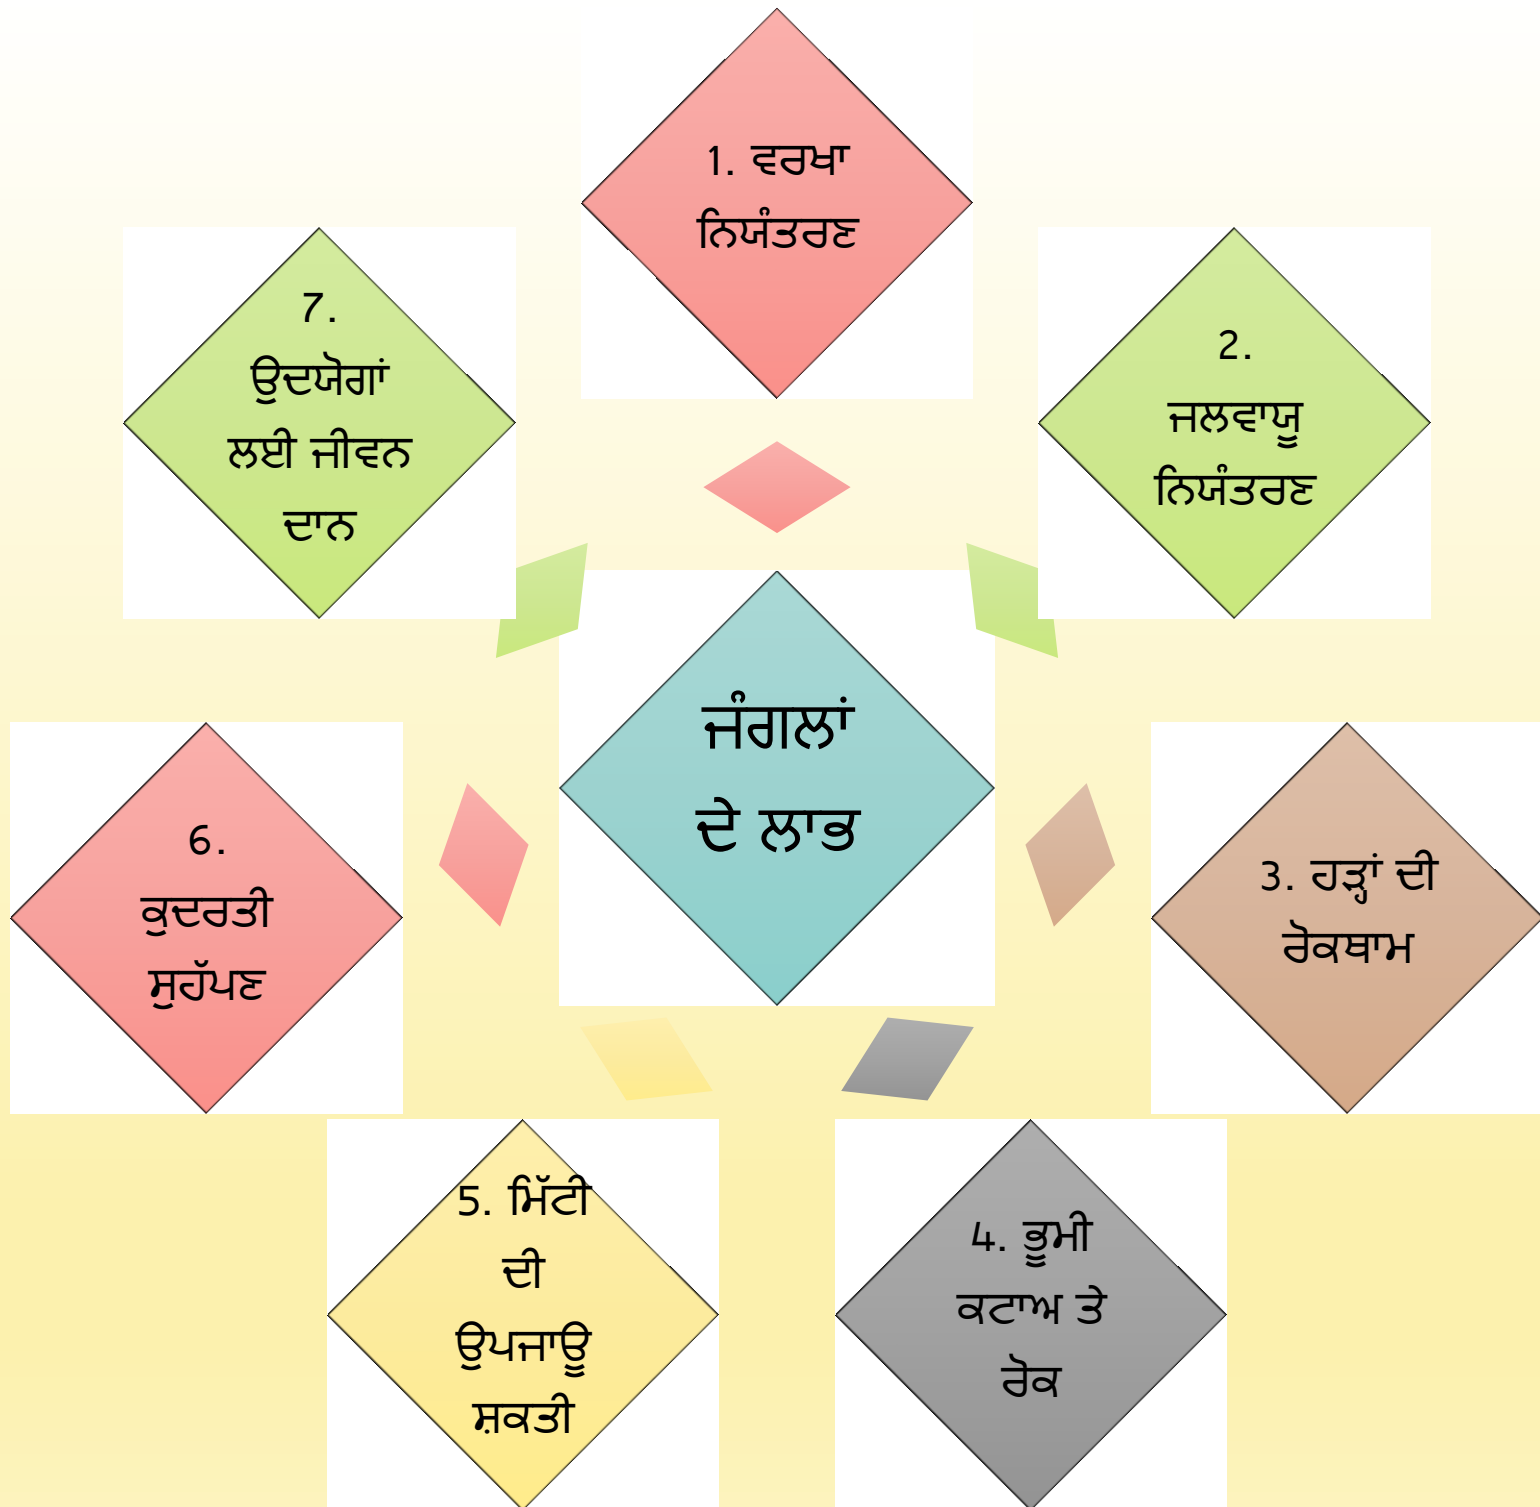 1. ਵਰਖਾ
ਨਿਯੰਤਰਣ
2.
ਜਲਵਾਯੂ
ਨਿਯੰਤਰਣ
3. ਹੜ੍ਹਾਂ ਦੀ
ਰੋਕਥਾਮ
4. ਭੂਮੀ
ਕਟਾਅ ਤੇ
ਰੋਕ
5. ਮਿੱਟੀ
ਦੀ
ਉਪਜਾਊ
ਸ਼ਕਤੀ
6.
ਕੁਦਰਤੀ
ਸੁਹੱਪਣ
7.
ਉਦਯੋਗਾਂ
ਲਈ ਜੀਵਨ
ਦਾਨ
ਜੰਗਲਾਂ
ਦੇ ਲਾਭ